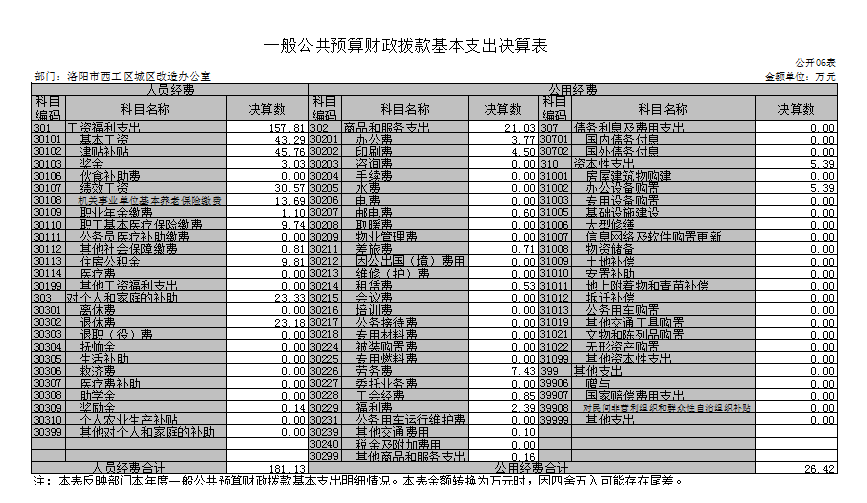 一般公共预算财政拨款基本支出决算表
公开06表
部门：洛阳市西工区城区改造办公室 金额单位：万元
人员经费 公用经费
科目编码 科目名称 决算数 科目编码 科目名称 决算数 科目编码 科目名称 决算数
301 工资福利支出 157.81 302 商品和服务支出 21.03 307 债务利息及费用支出 0.00
30101 基本工资 43.29 30201 办公费 3.77 30701 国内债务付息 0.00
30102 津贴补贴 45.76 30202 印刷费 4.50 30702 国外债务付息 0.00
30103 奖金 3.03 30203 咨询费 0.00 310 资本性支出 5.39
30106 伙食补助费 0.00 30204 手续费 0.00 31001 房屋建筑物购建 0.00
30107 绩效工资 30.57 30205 水费 0.00 31002 办公设备购置 5.39
30108 机关事业单位基本养老保险缴费 13.69 30206 电费 0.00 31003 专用设备购置 0.00
30109 职业年金缴费 1.10 30207 邮电费 0.60 31005 基础设施建设 0.00
30110 职工基本医疗保险缴费 9.74 30208 取暖费 0.00 31006 大型修缮 0.00
30111 公务员医疗补助缴费 0.00 30209 物业管理费 0.00 31007 信息网络及软件购置更新 0.00
30112 其他社会保障缴费 0.81 30211 差旅费 0.71 31008 物资储备 0.00
30113 住房公积金 9.81 30212 因公出国（境）费用 0.00 31009 土地补偿 0.00
30114 医疗费 0.00 30213 维修（护）费 0.00 31010 安置补助 0.00
30199 其他工资福利支出 0.00 30214 租赁费 0.53 31011 地上附着物和青苗补偿 0.00
303 对个人和家庭的补助 23.33 30215 会议费 0.00 31012 拆迁补偿 0.00
30301 离休费 0.00 30216 培训费 0.00 31013 公务用车购置 0.00
30302 退休费 23.18 30217 公务接待费 0.00 31019 其他交通工具购置 0.00
30303 退职（役）费 0.00 30218 专用材料费 0.00 31021 文物和陈列品购置 0.00
30304 抚恤金 0.00 30224 被装购置费 0.00 31022 无形资产购置 0.00
30305 生活补助 0.00 30225 专用燃料费 0.00 31099 其他资本性支出 0.00
30306 救济费 0.00 30226 劳务费 7.43 399 其他支出 0.00
30307 医疗费补助 0.00 30227 委托业务费 0.00 39906 赠与 0.00
30308 助学金 0.00 30228 工会经费 0.85 39907 国家赔偿费用支出 0.00
30309 奖励金 0.14 30229 福利费 2.39 39908 对民间非营利组织和群众性自治组织补贴 0.00
30310 个人农业生产补贴 0.00 30231 公务用车运行维护费 0.00 39999 其他支出 0.00
30399 其他对个人和家庭的补助 0.00 30239 其他交通费用 0.10
30240 税金及附加费用 0.00
30299 其他商品和服务支出 0.16
人员经费合计 181.13 公用经费合计 26.42
注：本表反映部门本年度一般公共预算财政拨款基本支出明细情况。本表金额转换为万元时，因四舍五入可能存在尾差。